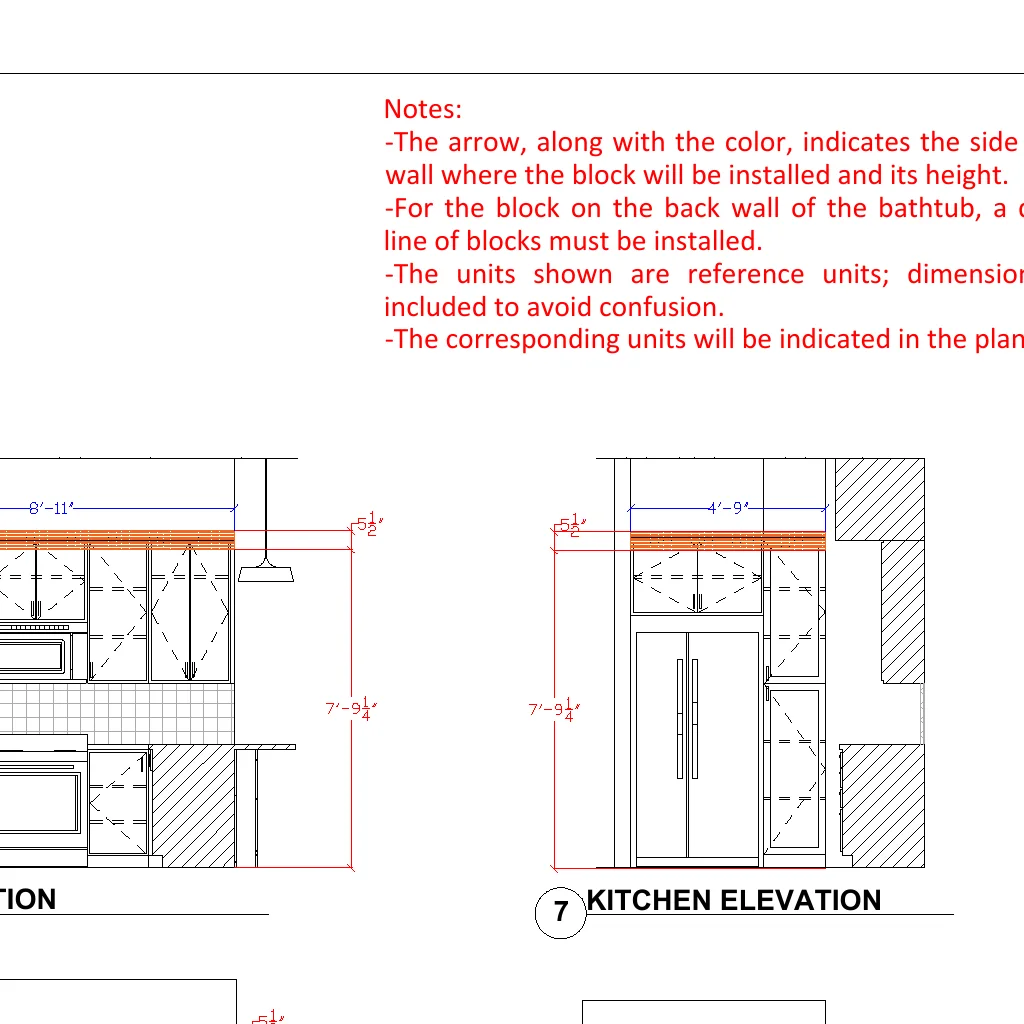 Notes:
-The arrow, along with the color, indicates the side
wall where the block will be installed and its height.
-For the block on the back wall of the bathtub, a
line of blocks must be installed.
-The units shown are reference units;
included to avoid confusion.
-The corresponding units will be indicated in the
8'-11"
5 1/2"
5 1/2"
4'-9"
7'-9 1/4"
7'-9 1/4"
7
KITCHEN ELEVATION
5 1/2"